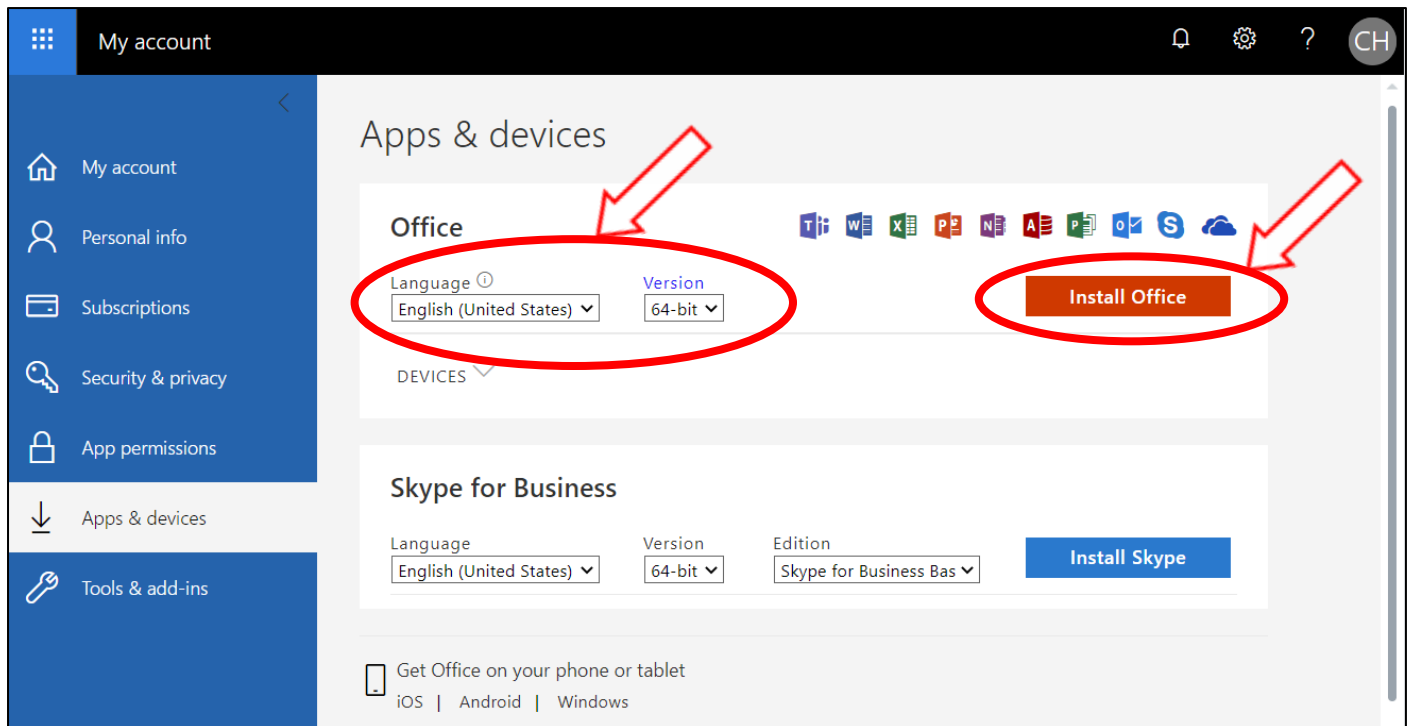 My account
?
CH
My account
Personal info
Subscriptions
Security & privacy
App permissions
Apps & devices
Tools & add-ins
Apps & devices
Office
T W X P N A P O S
Language
Version
English (United States)
64-bit
Install Office
DEVICES
Skype for Business
Language
Version
Edition
English (United States)
64-bit
Skype for Business Bas
Install Skype
Get Office on your phone or tablet
iOS | Android | Windows